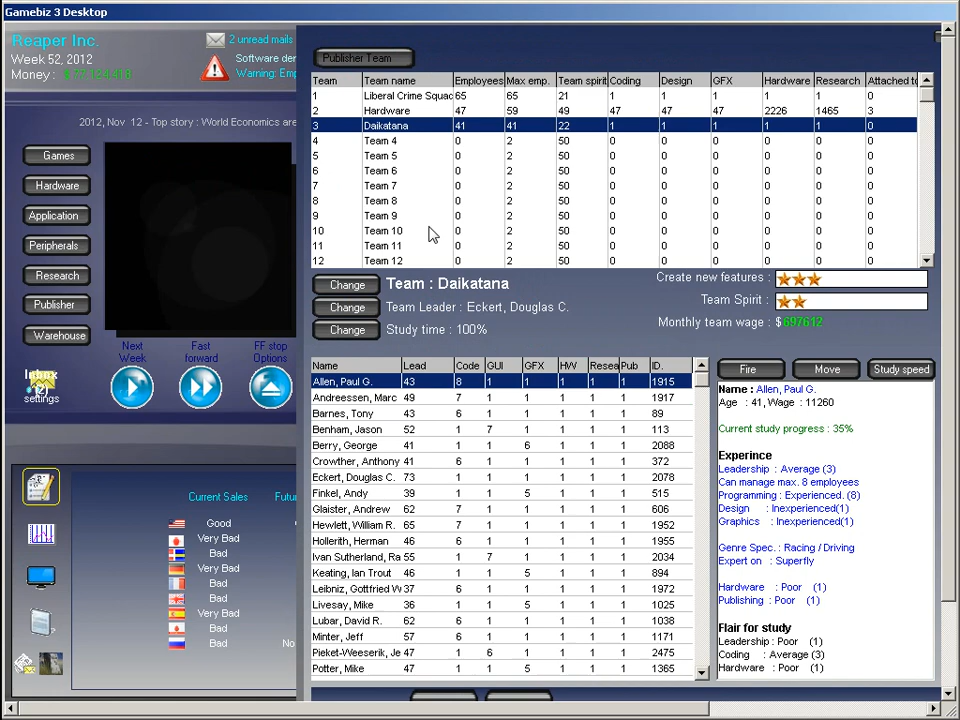 Gamebiz 3 Desktop
Reaper Inc.
Week 52, 2012
Money :
2 unread mails
Software der
Warning: Emp
2012, Nov 12 - Top story : World Economics are
Games
Hardware
Application
Peripherals
Research
Publisher
Warehouse
Next Week
Fast forward
FF stop Options
Inbox settings
Current Sales Futu
Good
Very Bad
Bad
Very Bad
Bad
Bad
Very Bad
Bad
Bad No
Publisher Team
Team Team name Employees Max emp. Team spirit Coding Design GFX Hardware Research Attached to
1 Liberal Crime Squad 65 65 21 1 1 1 1 1 0
2 Hardware 47 59 49 47 47 47 2226 1465 3
3 Daikatana 41 41 22 1 1 1 1 1 0
4 Team 4 0 2 50 0 0 0 0 0 0
5 Team 5 0 2 50 0 0 0 0 0 0
6 Team 6 0 2 50 0 0 0 0 0 0
7 Team 7 0 2 50 0 0 0 0 0 0
8 Team 8 0 2 50 0 0 0 0 0 0
9 Team 9 0 2 50 0 0 0 0 0 0
10 Team 10 0 2 50 0 0 0 0 0 0
11 Team 11 0 2 50 0 0 0 0 0 0
12 Team 12 0 2 50 0 0 0 0 0 0
Change Team : Daikatana
Change Team Leader : Eckert, Douglas C.
Change Study time : 100%
Create new features :
Team Spirit :
Monthly team wage : $697612
Name Lead Code GUI GFX HW Resea Pub ID.
Allen, Paul G. 43 8 1 1 1 1 1 1915
Andreessen, Marc 49 7 1 1 1 1 1 1917
Barnes, Tony 43 6 1 1 1 1 1 89
Benham, Jason 52 1 7 1 1 1 1 113
Berry, George 41 1 1 6 1 1 1 2088
Crowther, Anthony 41 6 1 1 1 1 1 372
Eckert, Douglas C. 73 1 1 1 1 1 1 2078
Finkel, Andy 39 1 1 5 1 1 1 515
Glaister, Andrew 62 7 1 1 1 1 1 606
Hewlett, William R. 65 7 1 1 1 1 1 1952
Hollerith, Herman 46 6 1 1 1 1 1 1955
Ivan Sutherland, Ra 55 1 7 1 1 1 1 2034
Keating, Ian Trout 46 1 1 5 1 1 1 894
Leibniz, Gottfried W 37 6 1 1 1 1 1 1972
Livesay, Mike 36 1 1 5 1 1 1 1025
Lubar, David R. 62 6 1 1 1 1 1 1038
Minter, Jeff 57 6 1 1 1 1 1 1171
Pieket-Weeserik, Je 47 1 6 1 1 1 1 2475
Potter, Mike 47 1 1 5 1 1 1 1365
Fire Move Study speed
Name : Allen, Paul G.
Age : 41, Wage : 11260
Current study progress : 35%
Experince
Leadership : Average (3)
Can manage max. 8 employees
Programming : Experienced. (8)
Design : Inexperienced(1)
Graphics : Inexperienced(1)
Genre Spec. : Racing / Driving
Expert on : Superfly
Hardware : Poor (1)
Publishing : Poor (1)
Flair for study
Leadership : Poor (1)
Coding : Average (3)
Hardware : Poor (1)